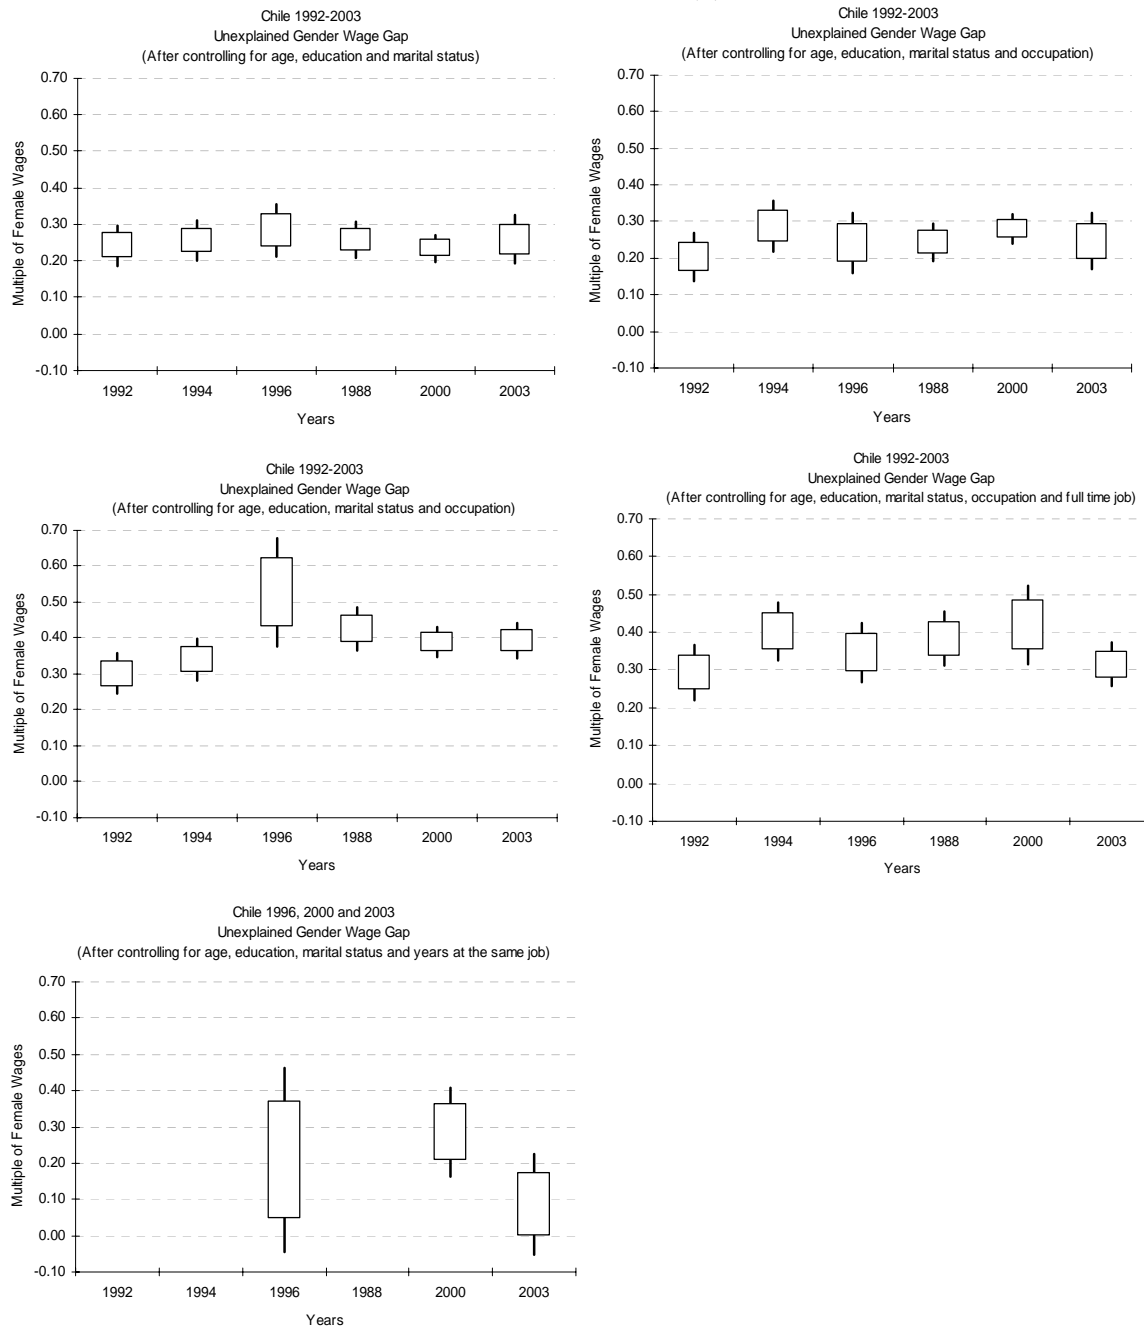 Chile 1992-2003
Unexplained Gender Wage Gap
(After controlling for age, education and marital status)
0.70
0.60
0.50
0.40
0.30
0.20
0.10
0.00
-0.10
Multiple of Female Wages
1992 1994 1996 1988 2000 2003
Years
Chile 1992-2003
Unexplained Gender Wage Gap
(After controlling for age, education, marital status and occupation)
0.70
0.60
0.50
0.40
0.30
0.20
0.10
0.00
-0.10
Multiple of Female Wages
1992 1994 1996 1988 2000 2003
Years
Chile 1992-2003
Unexplained Gender Wage Gap
(After controlling for age, education, marital status and occupation)
0.70
0.60
0.50
0.40
0.30
0.20
0.10
0.00
-0.10
Multiple of Female Wages
1992 1994 1996 1988 2000 2003
Years
Chile 1992-2003
Unexplained Gender Wage Gap
(After controlling for age, education, marital status, occupation and full time job)
0.70
0.60
0.50
0.40
0.30
0.20
0.10
0.00
-0.10
Multiple of Female Wages
1992 1994 1996 1988 2000 2003
Years
Chile 1996, 2000 and 2003
Unexplained Gender Wage Gap
(After controlling for age, education, marital status and years at the same job)
0.70
0.60
0.50
0.40
0.30
0.20
0.10
0.00
-0.10
Multiple of Female Wages
1992 1994 1996 1988 2000 2003
Years